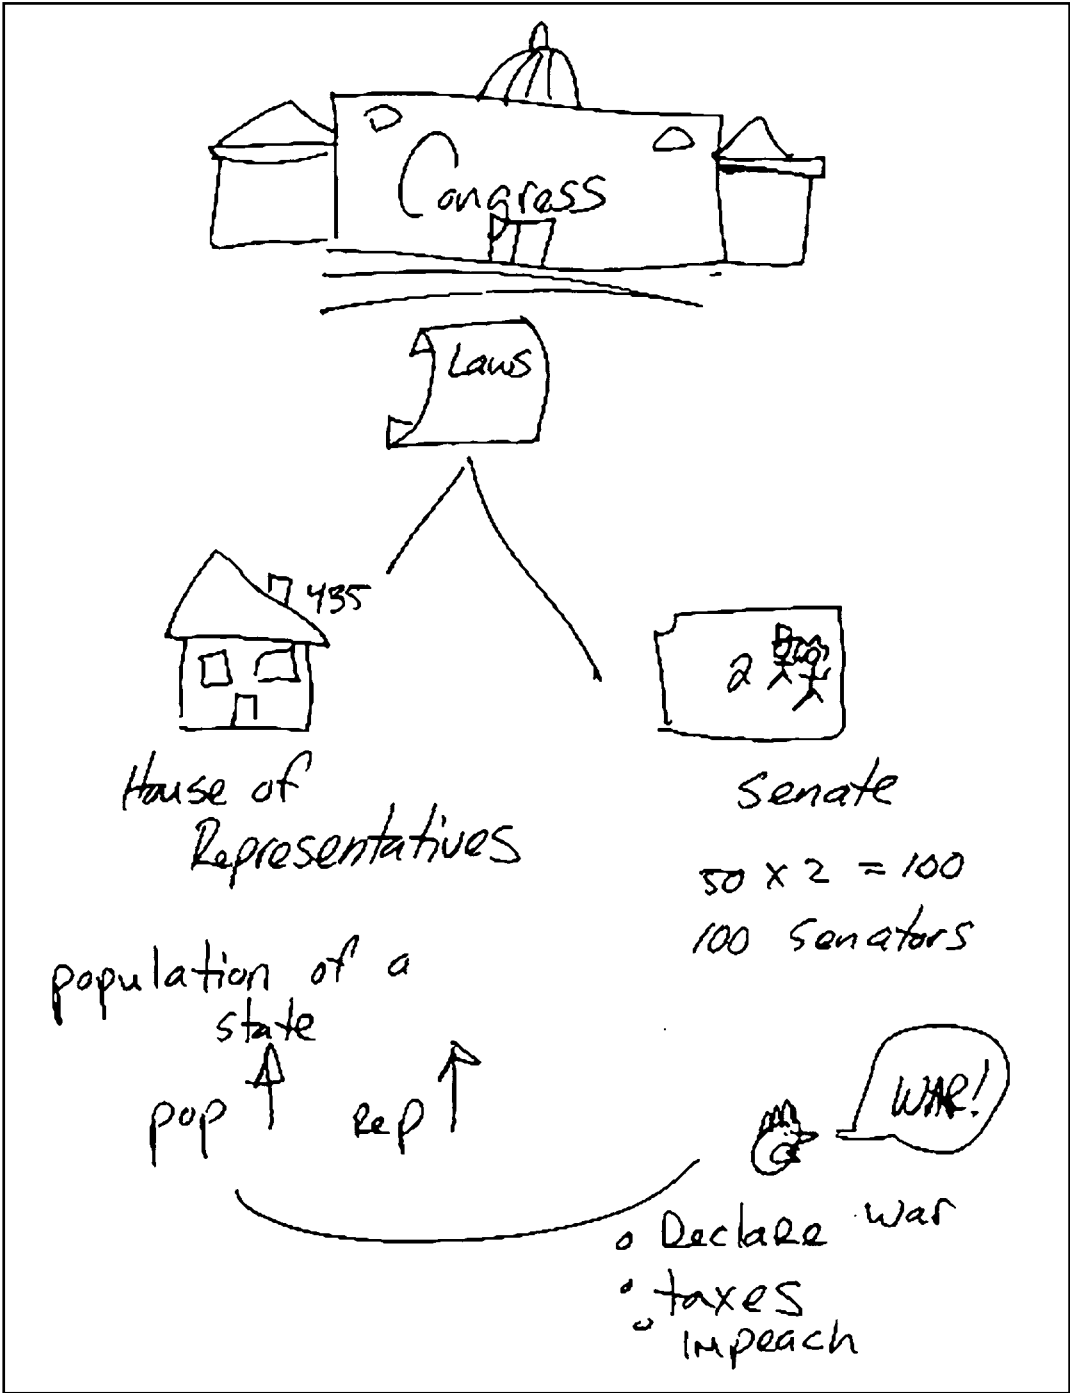 Congress
Laws
435
2
House of
Representatives
Senate
50 x 2 = 100
100 Senators
population of a
state
pop ↑ Rep ↑
WAR!
Declare war
taxes
Impeach